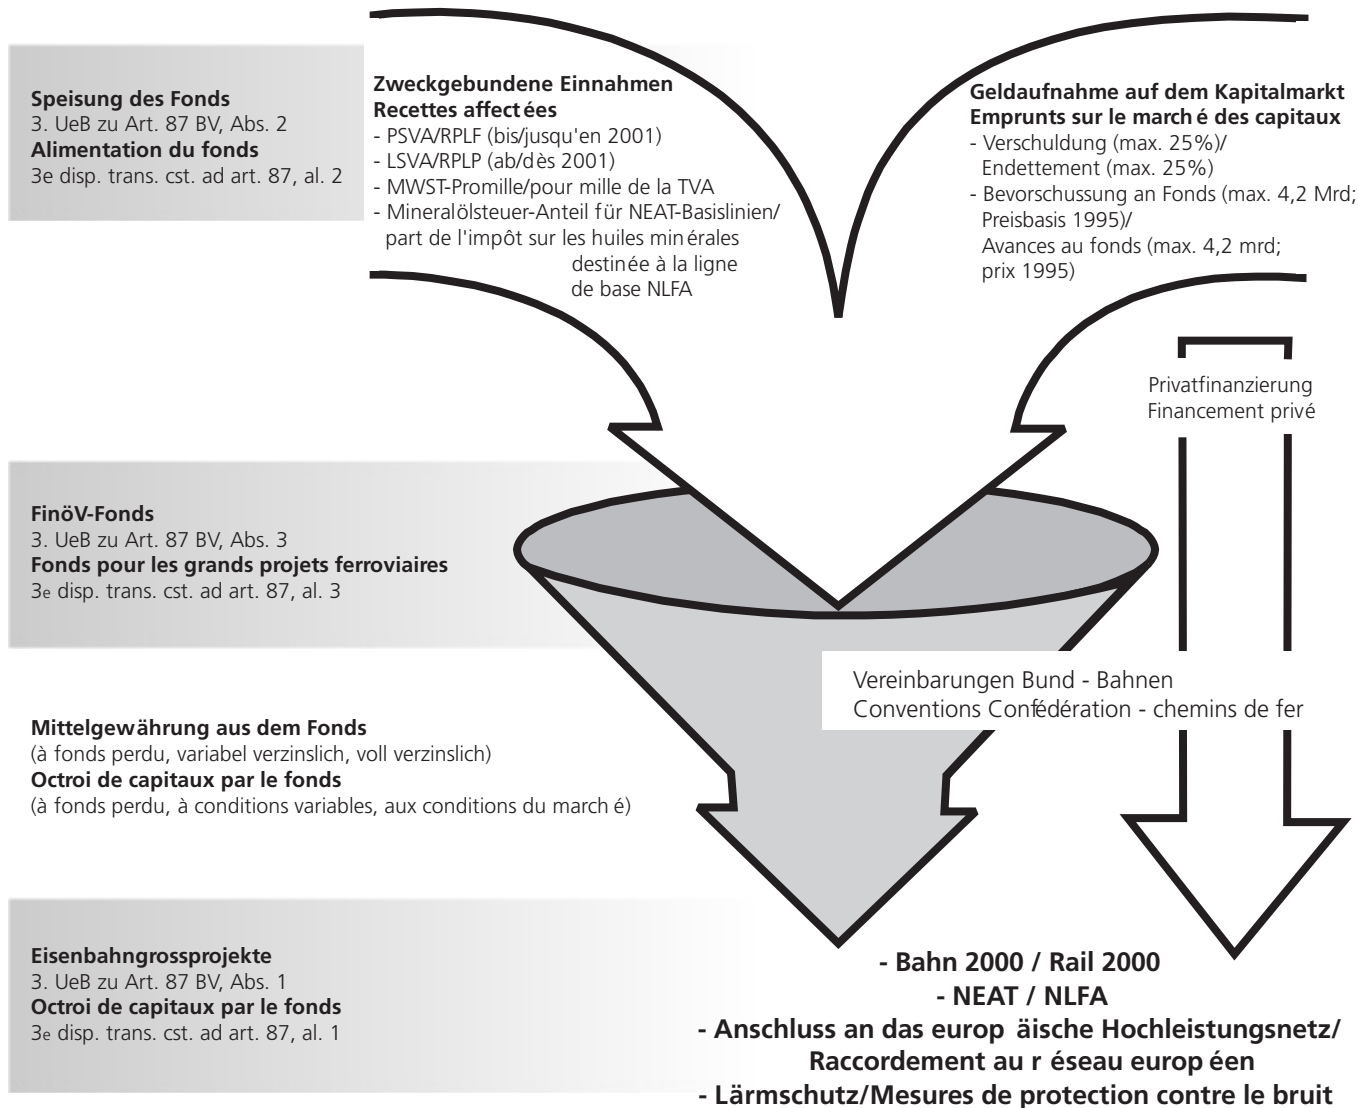 Speisung des Fonds
3. UeB zu Art. 87 BV, Abs. 2
Alimentation du fonds
3e disp. trans. cst. ad art. 87, al. 2
Zweckgebundene Einnahmen
Recettes affectées
- PSVA/RPLF (bis/jusqu'en 2001)
- LSVA/RPLP (ab/dès 2001)
- MWST-Promille/pour mille de la TVA
- Mineralölsteuer-Anteil für NEAT-Basislinien/
part de l'impôt sur les huiles minérales
destinée à la ligne
de base NLFA
Geldaufnahme auf dem Kapitalmarkt
Emprunts sur le marché des capitaux
- Verschuldung (max. 25%)/
Endettement (max. 25%)
- Bevorschussung an Fonds (max. 4,2 Mrd;
Preisbasis 1995)/
Avances au fonds (max. 4,2 mrd;
prix 1995)
Privatfinanzierung
Financement privé
FinöV-Fonds
3. UeB zu Art. 87 BV, Abs. 3
Fonds pour les grands projets ferroviaires
3e disp. trans. cst. ad art. 87, al. 3
Vereinbarungen Bund - Bahnen
Conventions Confédération - chemins de fer
Mittelgewährung aus dem Fonds
(à fonds perdu, variabel verzinslich, voll verzinslich)
Octroi de capitaux par le fonds
(à fonds perdu, à conditions variables, aux conditions du marché)
Eisenbahngrossprojekte
3. UeB zu Art. 87 BV, Abs. 1
Octroi de capitaux par le fonds
3e disp. trans. cst. ad art. 87, al. 1
- Bahn 2000 / Rail 2000
- NEAT / NLFA
- Anschluss an das europäische Hochleistungsnetz/
Raccordement au réseau européen
- Lärmschutz/Mesures de protection contre le bruit